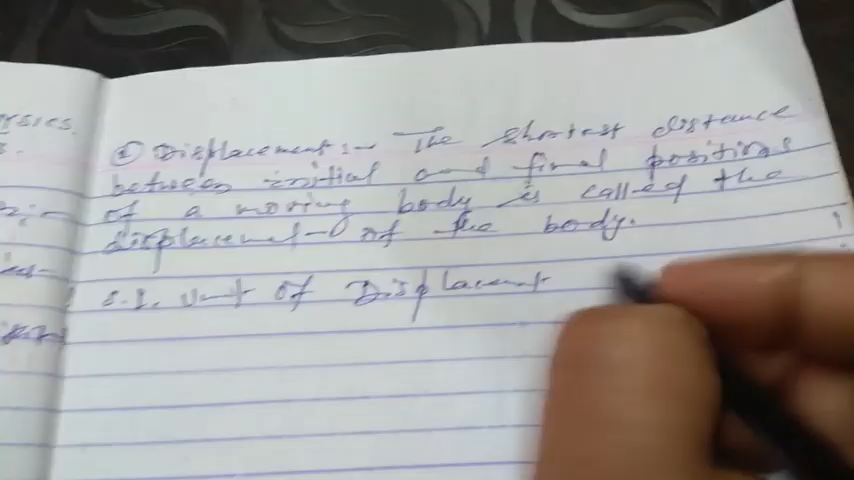 ② Displacement :- The shortest distance
between initial and final positions
of a moving body is called the
displacement of the body.
S.I. Unit of Displacement